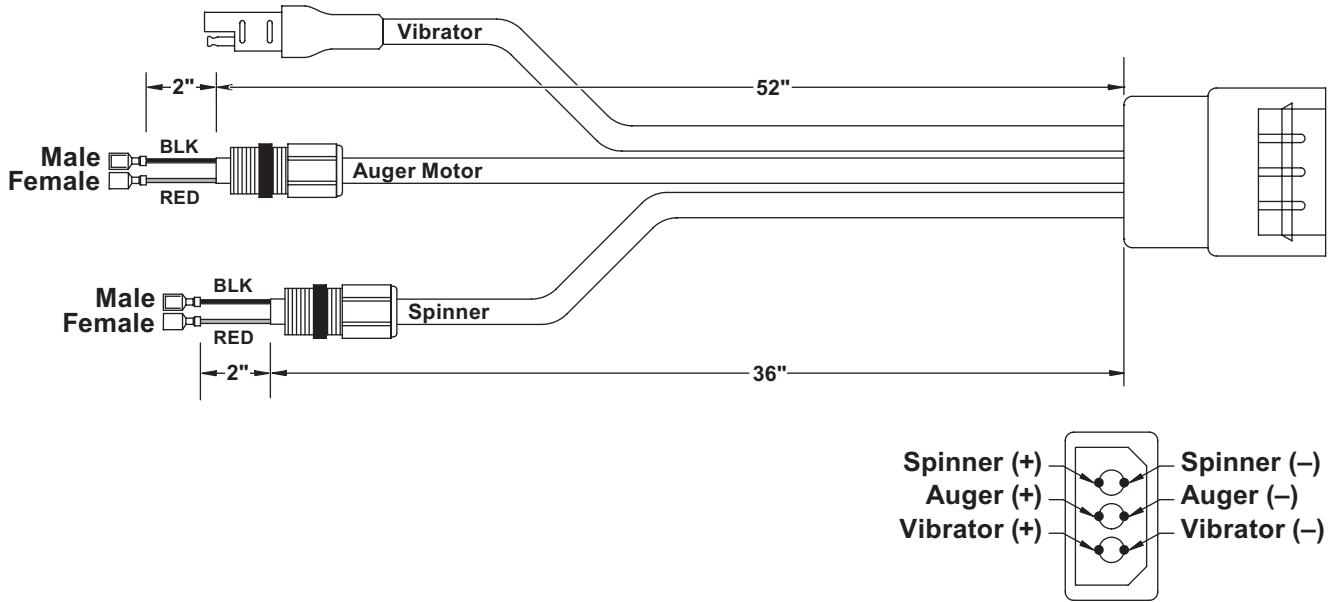 Vibrator
2"
52"
Male
BLK
Female
RED
Auger Motor
Male
BLK
Female
RED
Spinner
2"
36"
Spinner (+)
Spinner (–)
Auger (+)
Auger (–)
Vibrator (+)
Vibrator (–)